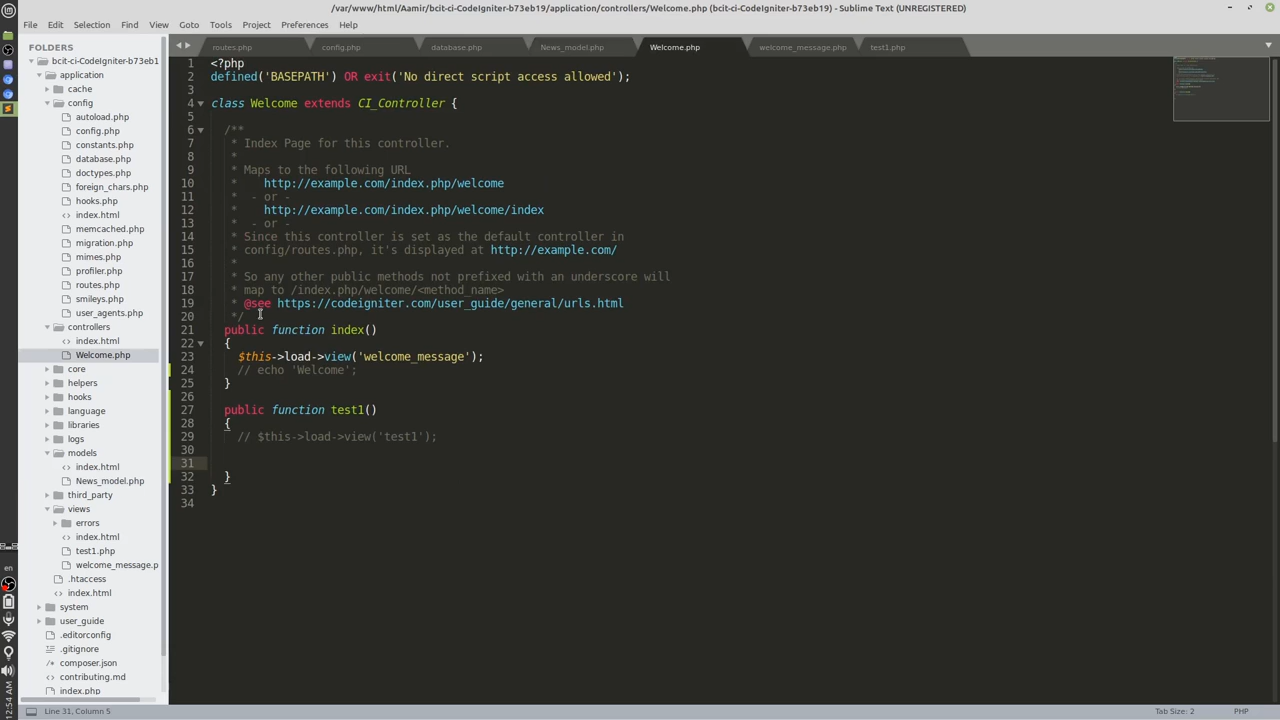 /var/www/html/Aamir/bcit-ci-CodeIgniter-b73eb19/application/controllers/Welcome.php (bcit-ci-CodeIgniter-b73eb19) - Sublime Text (UNREGISTERED)
File Edit Selection Find View Goto Tools Project Preferences Help
FOLDERS
bcit-ci-CodeIgniter-b73eb1
application
cache
config
autoload.php
config.php
constants.php
database.php
doctypes.php
foreign_chars.php
hooks.php
index.html
memcached.php
migration.php
mimes.php
profiler.php
routes.php
smileys.php
user_agents.php
controllers
index.html
Welcome.php
core
helpers
hooks
language
libraries
logs
models
index.html
News_model.php
third_party
views
errors
index.html
test1.php
welcome_message.p
.htaccess
index.html
system
user_guide
.editorconfig
.gitignore
composer.json
contributing.md
index.php
routes.php config.php database.php News_model.php Welcome.php welcome_message.php test1.php
1 <?php
2 defined('BASEPATH') OR exit('No direct script access allowed');
3
4 class Welcome extends CI_Controller {
5
6 /**
7 * Index Page for this controller.
8 *
9 * Maps to the following URL
10 * http://example.com/index.php/welcome
11 * - or -
12 * http://example.com/index.php/welcome/index
13 * - or -
14 * Since this controller is set as the default controller in
15 * config/routes.php, it's displayed at http://example.com/
16 *
17 * So any other public methods not prefixed with an underscore will
18 * map to /index.php/welcome/<method_name>
19 * @see https://codeigniter.com/user_guide/general/urls.html
20 */
21 public function index()
22 {
23 $this->load->view('welcome_message');
24 // echo 'Welcome';
25 }
26
27 public function test1()
28 {
29 // $this->load->view('test1');
30
31
32 }
33 }
34
en
12:54 AM
Line 31, Column 5
Tab Size: 2
PHP